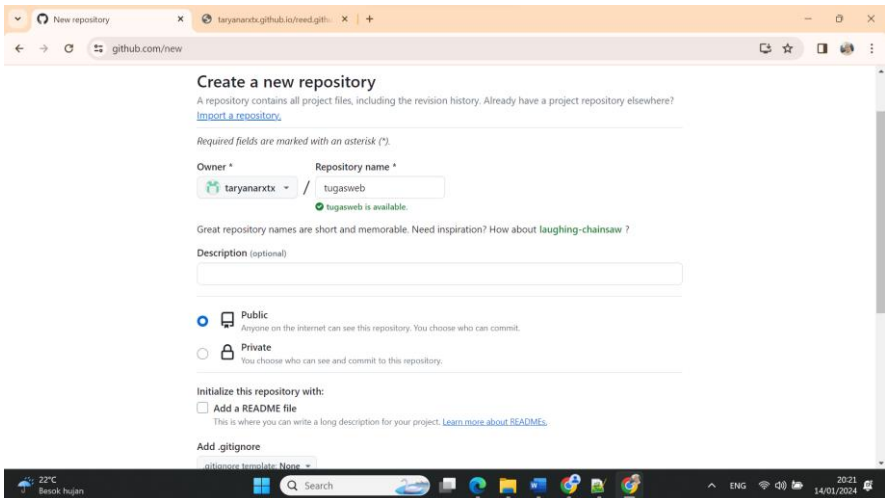 New repository
taryanarxtx.github.io/reed.gith
github.com/new
Create a new repository
A repository contains all project files, including the revision history. Already have a project repository elsewhere?
Import a repository.
Required fields are marked with an asterisk (*).
Owner * Repository name *
taryanarxtx / tugasweb
tugasweb is available.
Great repository names are short and memorable. Need inspiration? How about laughing-chainsaw ?
Description (optional)
Public
Anyone on the internet can see this repository. You choose who can commit.
Private
You choose who can see and commit to this repository.
Initialize this repository with:
Add a README file
This is where you can write a long description for your project. Learn more about READMEs.
Add .gitignore
.gitignore template: None
22°C
Besok hujan
Search
ENG
20:21
14/01/2024